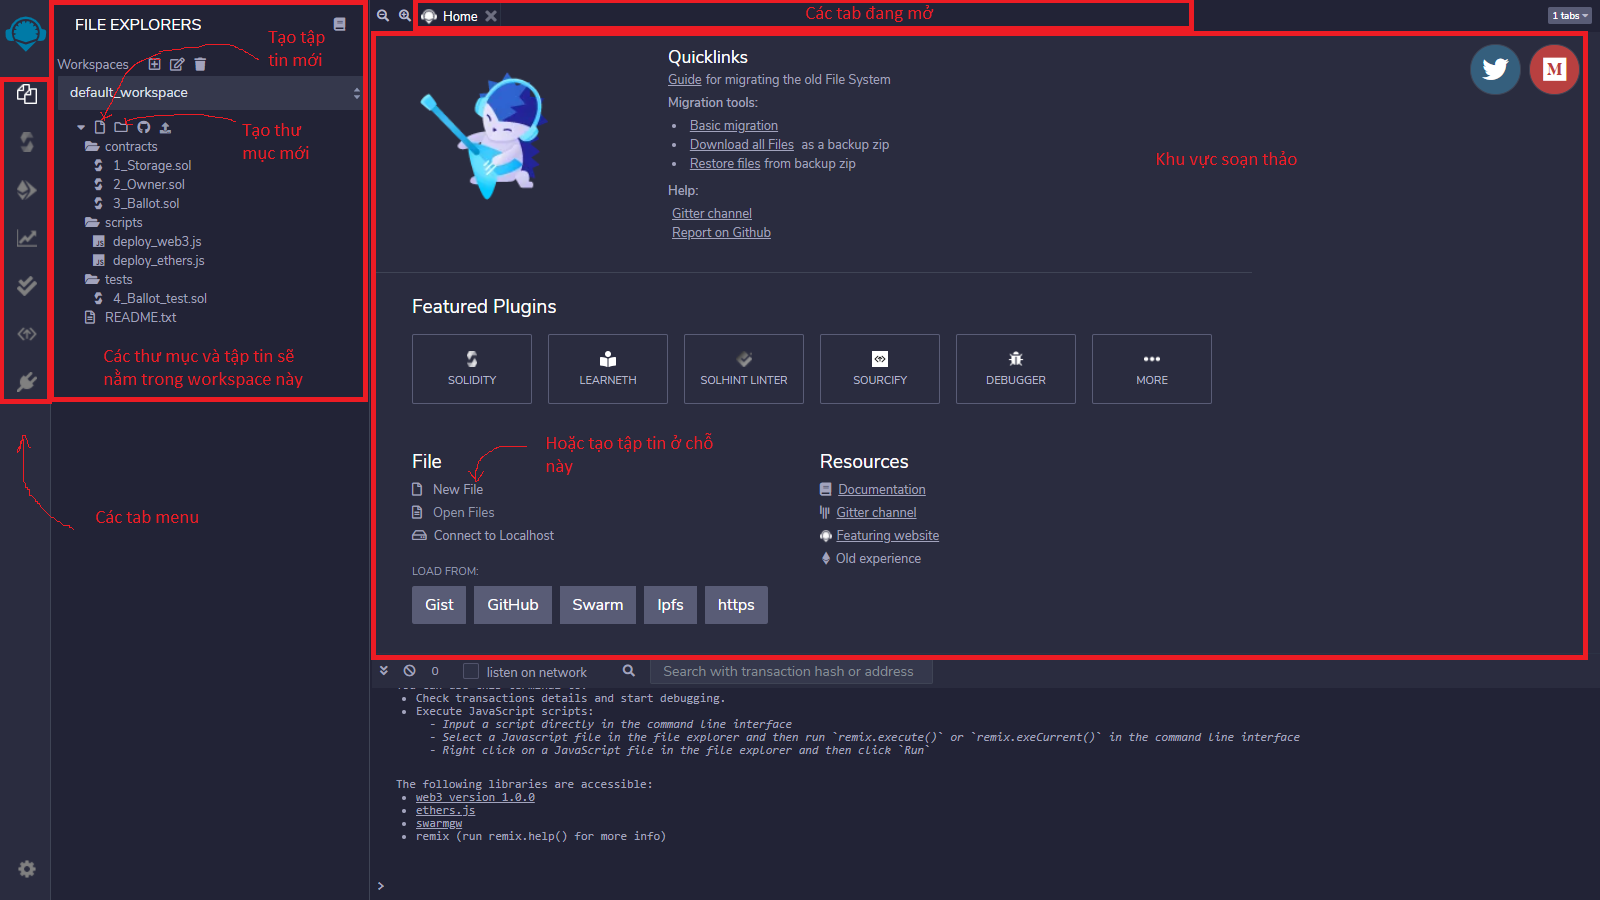 FILE EXPLORERS
Tạo tập
tin mới
Workspaces
default_workspace
Tạo thư
mục mới
contracts
1_Storage.sol
2_Owner.sol
3_Ballot.sol
scripts
JS deploy_web3.js
JS deploy_ethers.js
tests
4_Ballot_test.sol
README.txt
Các thư mục và tập tin sẽ
nằm trong workspace này
Các tab menu
Home
Các tab đang mở
1 tabs
Quicklinks
Guide for migrating the old File System
Migration tools:
• Basic migration
• Download all Files as a backup zip
• Restore files from backup zip
Help:
Gitter channel
Report on Github
M
Khu vực soạn thảo
Featured Plugins
SOLIDITY
LEARNETH
SOLHINT LINTER
SOURCIFY
DEBUGGER
MORE
Hoặc tạo tập tin ở chỗ
này
File
New File
Open Files
Connect to Localhost
LOAD FROM:
Gist
GitHub
Swarm
Ipfs
https
Resources
Documentation
Gitter channel
Featuring website
Old experience
0
listen on network
Search with transaction hash or address
You can use this terminal to:
• Check transactions details and start debugging.
• Execute JavaScript scripts:
- Input a script directly in the command line interface
- Select a Javascript file in the file explorer and then run `remix.execute()` or `remix.exeCurrent()` in the command line interface
- Right click on a JavaScript file in the file explorer and then click `Run`
The following libraries are accessible:
• web3 version 1.0.0
• ethers.js
• swarmgw
• remix (run remix.help() for more info)
>